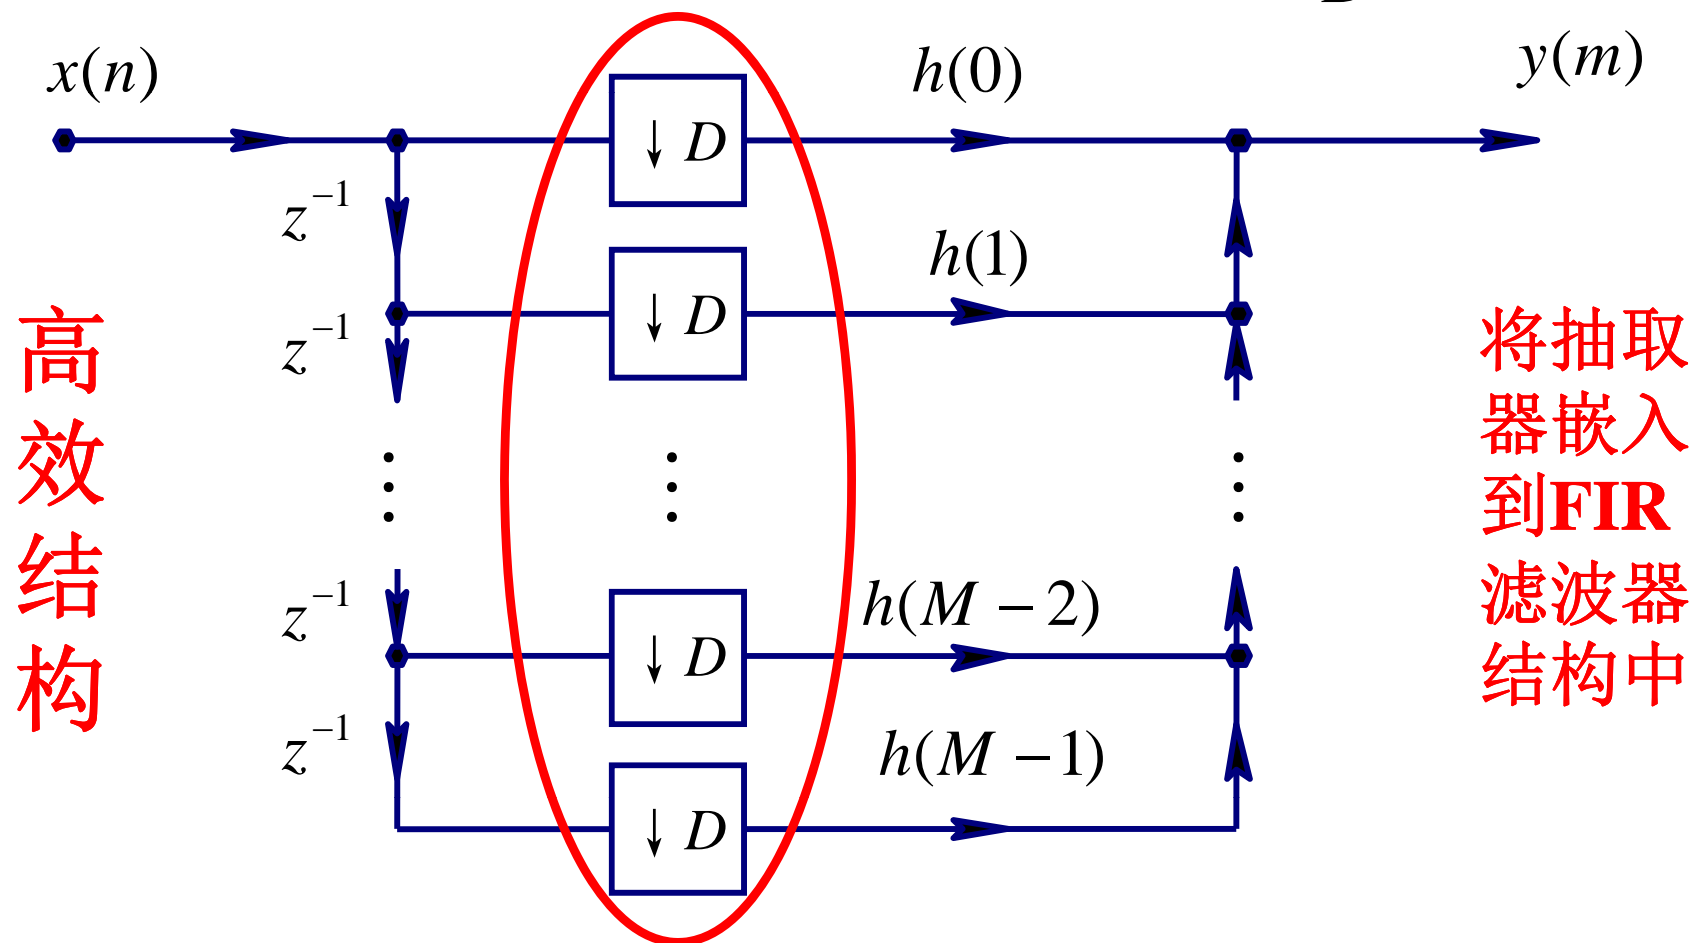 x(n)
h(0)
y(m)
↓ D
z⁻¹
h(1)
↓ D
z⁻¹
高效结构
将抽取
器嵌入
到FIR
滤波器
结构中
z⁻¹
h(M − 2)
↓ D
z⁻¹
h(M − 1)
↓ D